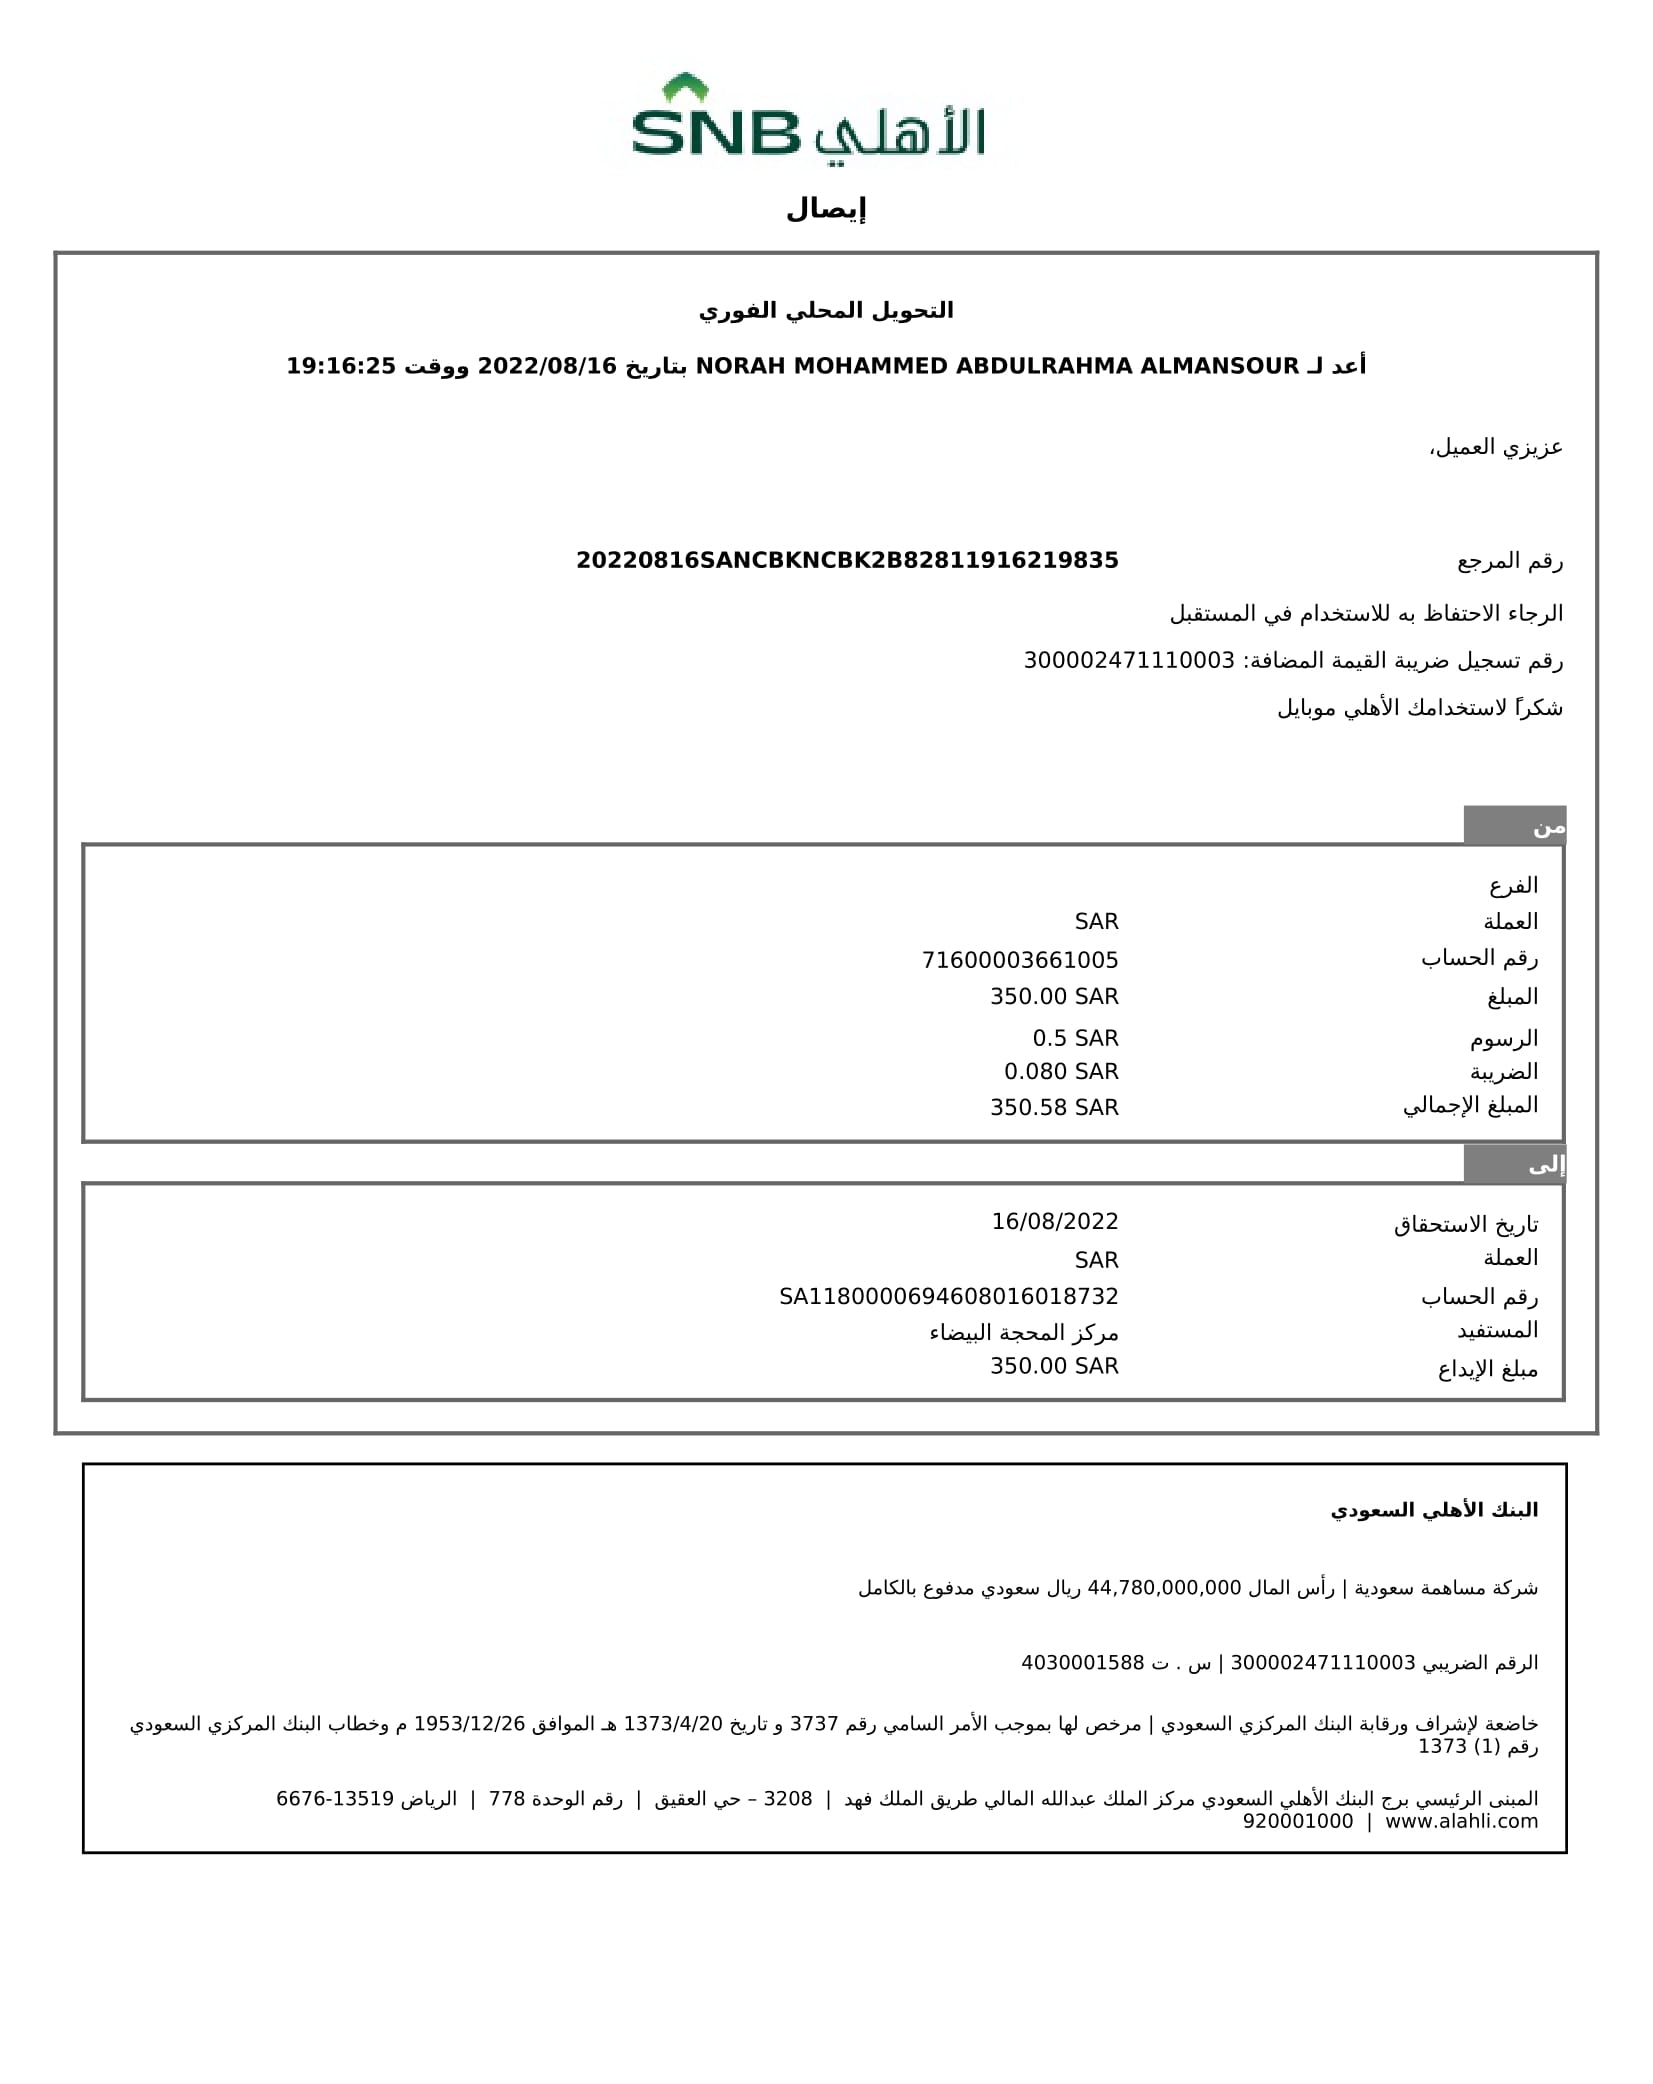 SNB الأهلي
إيصال
التحويل المحلي الفوري
أعد لـ NORAH MOHAMMED ABDULRAHMA ALMANSOUR بتاريخ 2022/08/16 ووقت 19:16:25
عزيزي العميل،
رقم المرجع 20220816SANCBKNCBK2B82811916219835
الرجاء الاحتفاظ به للاستخدام في المستقبل
رقم تسجيل ضريبة القيمة المضافة: 300002471110003
شكراً لاستخدامك الأهلي موبايل
من
الفرع
العملة SAR
رقم الحساب 71600003661005
المبلغ 350.00 SAR
الرسوم 0.5 SAR
الضريبة 0.080 SAR
المبلغ الإجمالي 350.58 SAR
إلى
تاريخ الاستحقاق 16/08/2022
العملة SAR
رقم الحساب SA1180000694608016018732
المستفيد مركز المحجة البيضاء
مبلغ الإيداع 350.00 SAR
البنك الأهلي السعودي
شركة مساهمة سعودية | رأس المال 44,780,000,000 ريال سعودي مدفوع بالكامل
الرقم الضريبي 300002471110003 | س . ت 4030001588
خاضعة لإشراف ورقابة البنك المركزي السعودي | مرخص لها بموجب الأمر السامي رقم 3737 و تاريخ 1373/4/20 هـ الموافق 1953/12/26 م وخطاب البنك المركزي السعودي
رقم (1) 1373
المبنى الرئيسي برج البنك الأهلي السعودي مركز الملك عبدالله المالي طريق الملك فهد | 3208 – حي العقيق | رقم الوحدة 778 | الرياض 13519-6676
www.alahli.com | 920001000